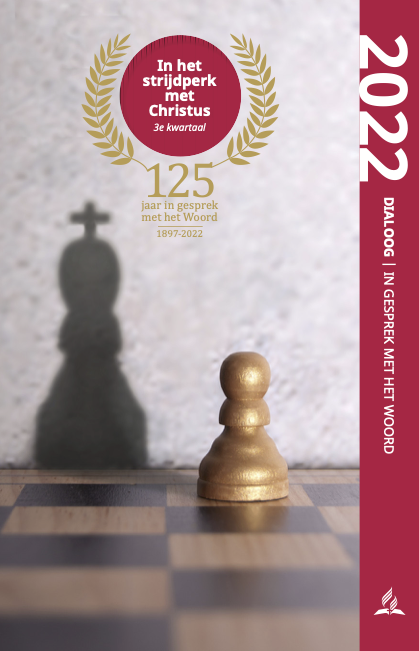 In het
strijdperk
met
Christus
3e kwartaal
125
jaar in gesprek
met het Woord
1897-2022
2022
DIALOOG | IN GESPREK MET HET WOORD